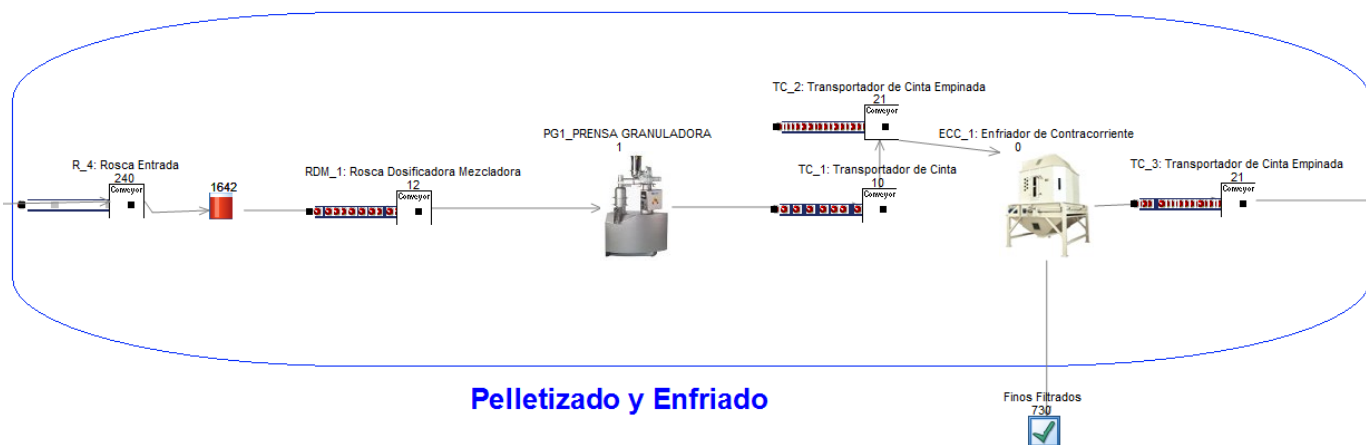 TC_2: Transportador de Cinta Empinada
21
Conveyor
PG1_PRENSA GRANULADORA
1
ECC_1: Enfriador de Contracorriente
0
R_4: Rosca Entrada
240
Conveyor
1642
RDM_1: Rosca Dosificadora Mezcladora
12
Conveyor
TC_1: Transportador de Cinta
10
Conveyor
TC_3: Transportador de Cinta Empinada
21
Conveyor
Pelletizado y Enfriado
Finos Filtrados
730